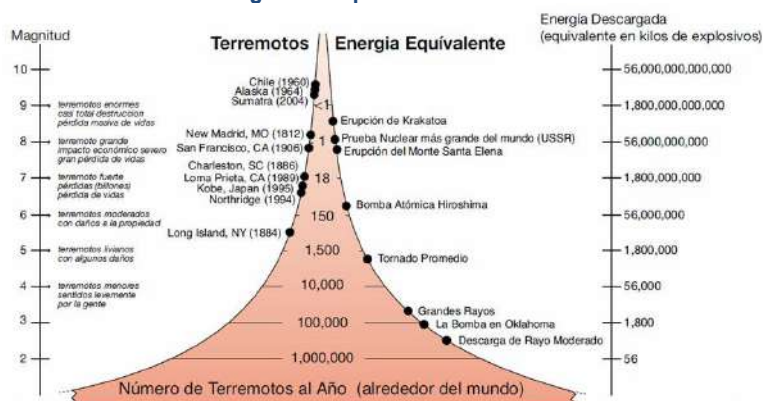 Magnitud
Terremotos
Energia Equívalente
Energía Descargada
(equivalente en kilos de explosivos)
10
56,000,000,000,000
Chile (1960)
Alaska (1964)
Sumatra (2004)
9
terremotos enormes
casi total destruccion
pérdida masiva de vidas
<1
1,800,000,000,000
Erupción de Krakatoa
New Madrid, MO (1812)
Prueba Nuclear más grande del mundo (USSR)
8
terremoto grande
impacto económico severo
gran pérdida de vidas
San Francisco, CA (1906)
1
Erupción del Monte Santa Elena
56,000,000,000
Charleston, SC (1886)
7
terremoto fuerte
pérdidas (billones)
pérdida de vidas
Loma Prieta, CA (1989)
Kobe, Japan (1995)
Northridge (1994)
18
1,800,000,000
Bomba Atómica Hiroshima
6
terremotos moderados
con daños a la propiedad
150
56,000,000
Long Island, NY (1884)
5
terremotos livianos
con algunos daños
1,500
Tornado Promedio
1,800,000
4
terremotos menores
sentidos levemente
por la gente
10,000
56,000
Grandes Rayos
3
100,000
La Bomba en Oklahoma
1,800
Descarga de Rayo Moderado
2
1,000,000
56
Número de Terremotos al Año (alrededor del mundo)